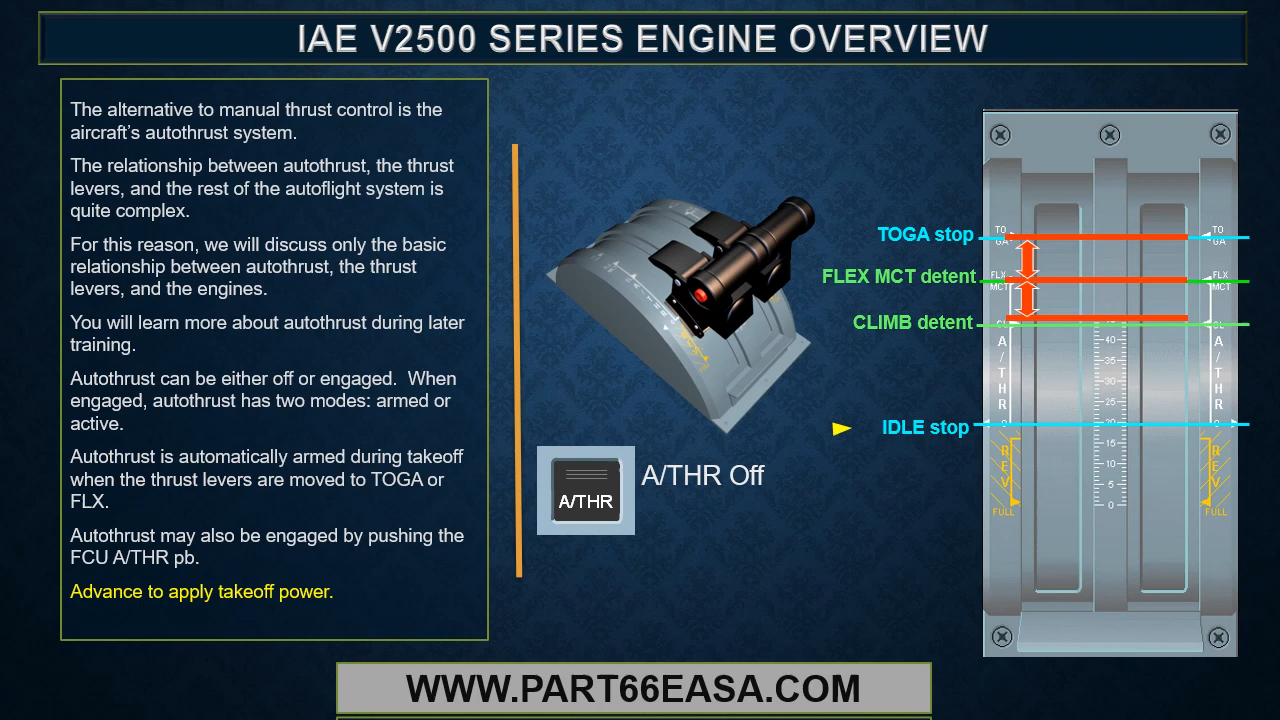 IAE V2500 SERIES ENGINE OVERVIEW
The alternative to manual thrust control is the
aircraft's autothrust system.
The relationship between autothrust, the thrust
levers, and the rest of the autoflight system is
quite complex.
For this reason, we will discuss only the basic
relationship between autothrust, the thrust
levers, and the engines.
You will learn more about autothrust during later
training.
Autothrust can be either off or engaged.  When
engaged, autothrust has two modes: armed or
active.
Autothrust is automatically armed during takeoff
when the thrust levers are moved to TOGA or
FLX.
Autothrust may also be engaged by pushing the
FCU A/THR pb.
Advance to apply takeoff power.
A/THR
A/THR Off
TOGA stop
FLEX MCT detent
CLIMB detent
IDLE stop
TO
GA
TO
GA
FLX
MCT
FLX
MCT
A/THR
A/THR
40
35
30
25
20
15
10
5
0
REV
REV
FULL
FULL
WWW.PART66EASA.COM